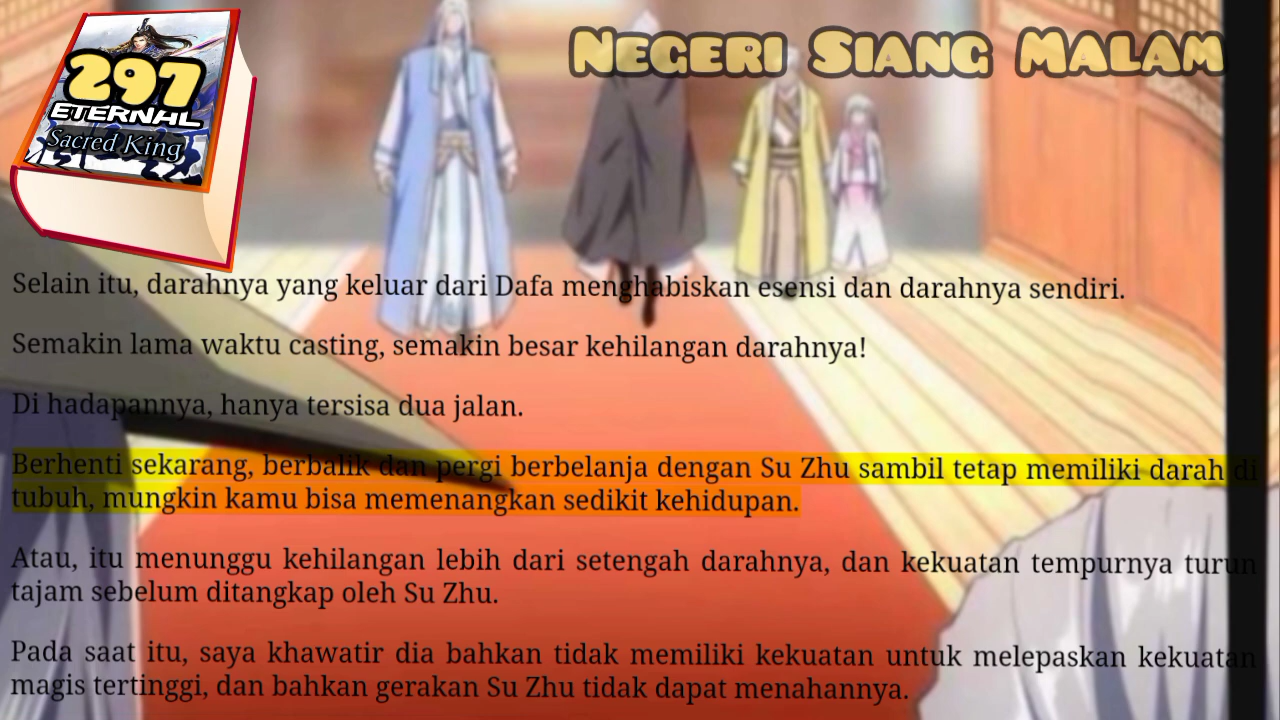 297
ETERNAL
Sacred King
NEGERI SIANG MALAM
Selain itu, darahnya yang keluar dari Dafa menghabiskan esensi dan darahnya sendiri.
Semakin lama waktu casting, semakin besar kehilangan darahnya!
Di hadapannya, hanya tersisa dua jalan.
Berhenti sekarang, berbalik dan pergi berbelanja dengan Su Zhu sambil tetap memiliki darah di
tubuh, mungkin kamu bisa memenangkan sedikit kehidupan.
Atau, itu menunggu kehilangan lebih dari setengah darahnya, dan kekuatan tempurnya turun
tajam sebelum ditangkap oleh Su Zhu.
Pada saat itu, saya khawatir dia bahkan tidak memiliki kekuatan untuk melepaskan kekuatan
magis tertinggi, dan bahkan gerakan Su Zhu tidak dapat menahannya.